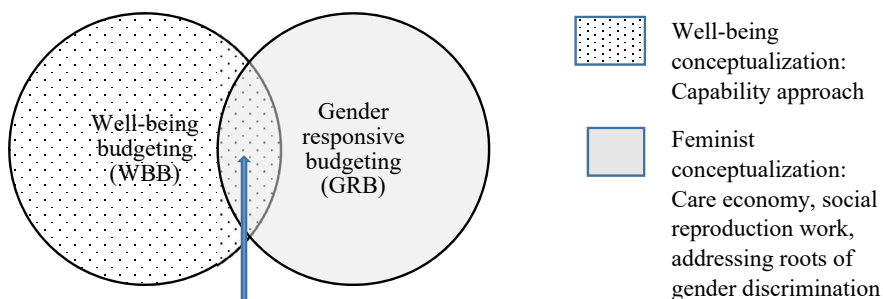 Well-being
budgeting
(WBB)
Gender
responsive
budgeting
(GRB)
Well-being
conceptualization:
Capability approach
Feminist
conceptualization:
Care economy, social
reproduction work,
addressing roots of
gender discrimination